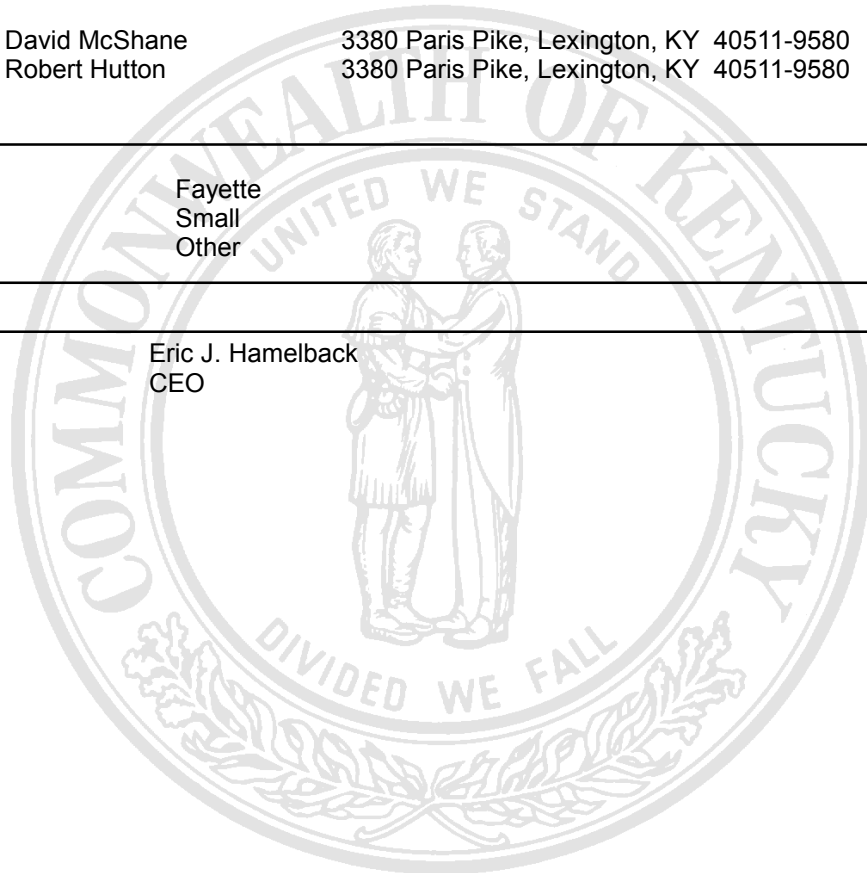 David McShane 3380 Paris Pike, Lexington, KY 40511-9580
Robert Hutton 3380 Paris Pike, Lexington, KY 40511-9580
Fayette
Small
Other
Eric J. Hamelback
CEO
COMMONWEALTH OF KENTUCKY
UNITED WE STAND
DIVIDED WE FALL